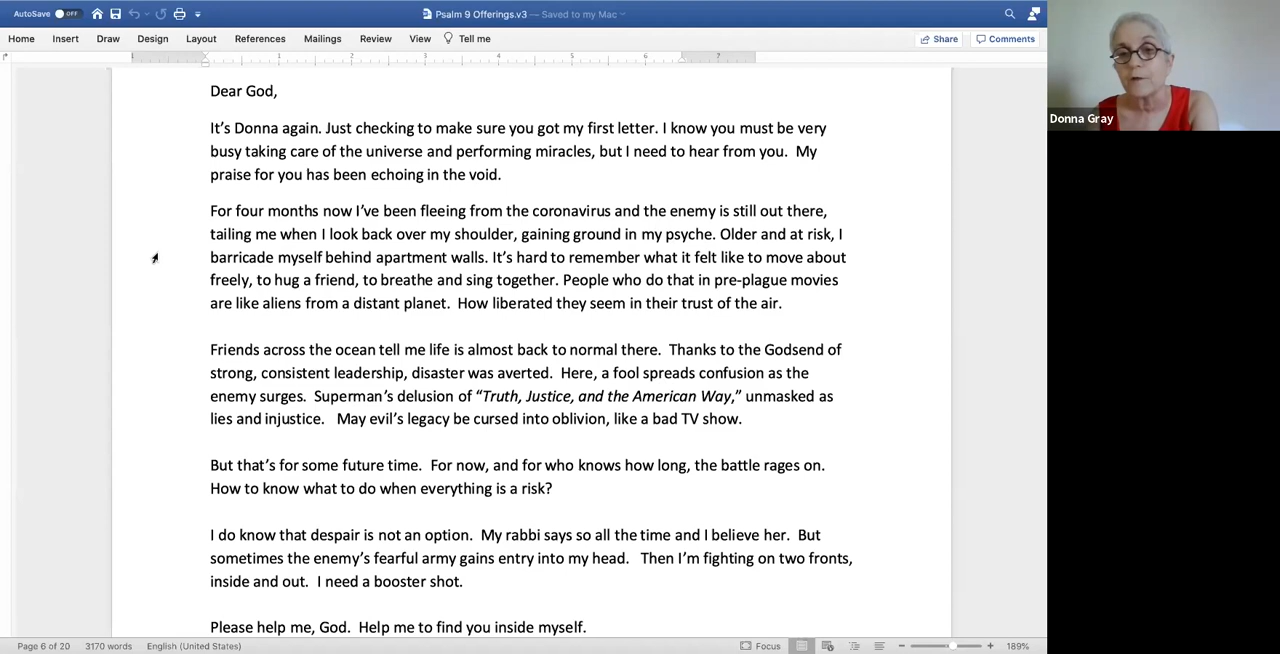 AutoSave OFF
Psalm 9 Offerings.v3 — Saved to my Mac
Home Insert Draw Design Layout References Mailings Review View Tell me Share Comments
1 1 2 3 4 5 6 7
Dear God,
It's Donna again. Just checking to make sure you got my first letter. I know you must be very
busy taking care of the universe and performing miracles, but I need to hear from you.  My
praise for you has been echoing in the void.
For four months now I've been fleeing from the coronavirus and the enemy is still out there,
tailing me when I look back over my shoulder, gaining ground in my psyche. Older and at risk, I
barricade myself behind apartment walls. It's hard to remember what it felt like to move about
freely, to hug a friend, to breathe and sing together. People who do that in pre-plague movies
are like aliens from a distant planet.  How liberated they seem in their trust of the air.
Friends across the ocean tell me life is almost back to normal there.  Thanks to the Godsend of
strong, consistent leadership, disaster was averted.  Here, a fool spreads confusion as the
enemy surges.  Superman's delusion of "Truth, Justice, and the American Way," unmasked as
lies and injustice.   May evil's legacy be cursed into oblivion, like a bad TV show.
But that's for some future time.  For now, and for who knows how long, the battle rages on.
How to know what to do when everything is a risk?
I do know that despair is not an option.  My rabbi says so all the time and I believe her.  But
sometimes the enemy's fearful army gains entry into my head.   Then I'm fighting on two fronts,
inside and out.  I need a booster shot.
Please help me, God.  Help me to find you inside myself.
Page 6 of 20 3170 words English (United States) Focus 189%
Donna Gray